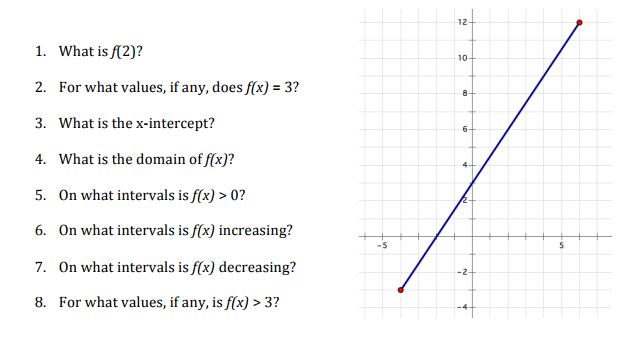 1. What is f(2)?
2. For what values, if any, does f(x) = 3?
3. What is the x-intercept?
4. What is the domain of f(x)?
5. On what intervals is f(x) > 0?
6. On what intervals is f(x) increasing?
7. On what intervals is f(x) decreasing?
8. For what values, if any, is f(x) > 3?
12
10
8
6
4
2
-5
5
-2
-4